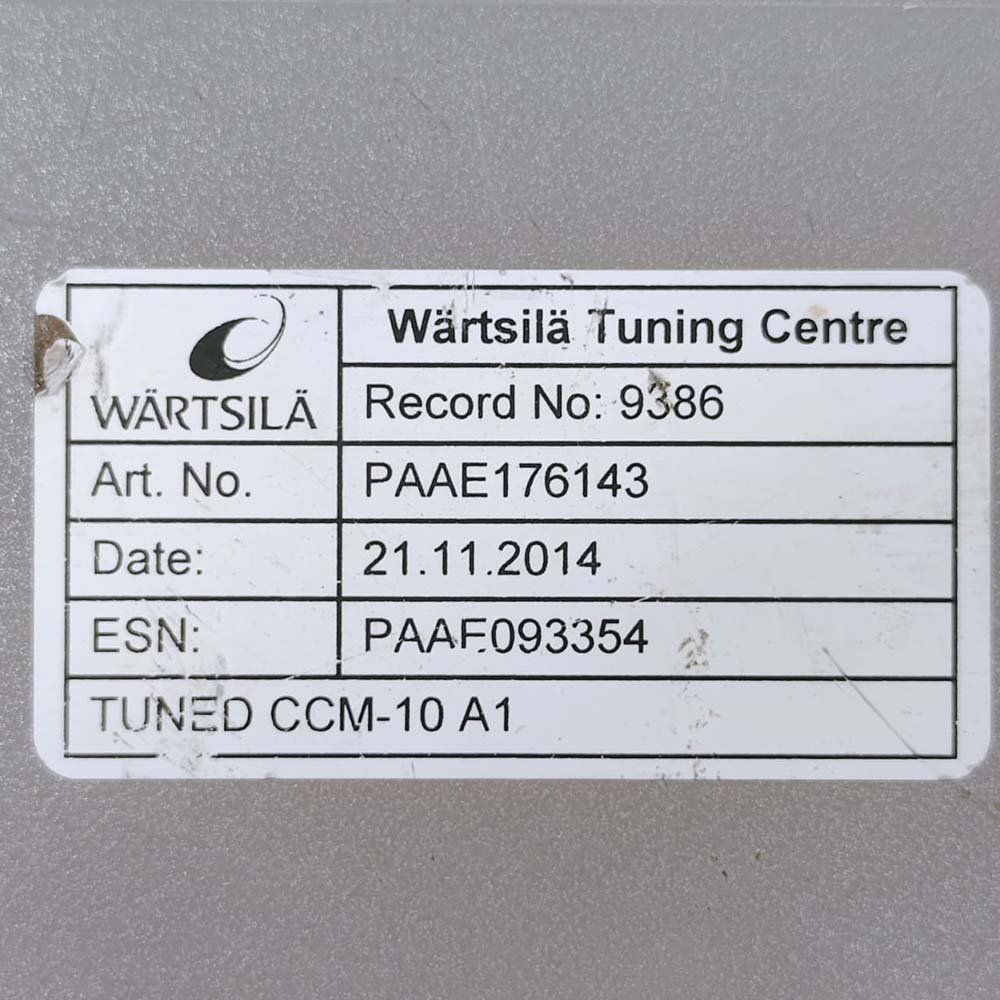 WÄRTSILÄ
Wärtsilä Tuning Centre
Record No: 9386
Art. No. PAAE176143
Date: 21.11.2014
ESN: PAAE093354
TUNED CCM-10 A1